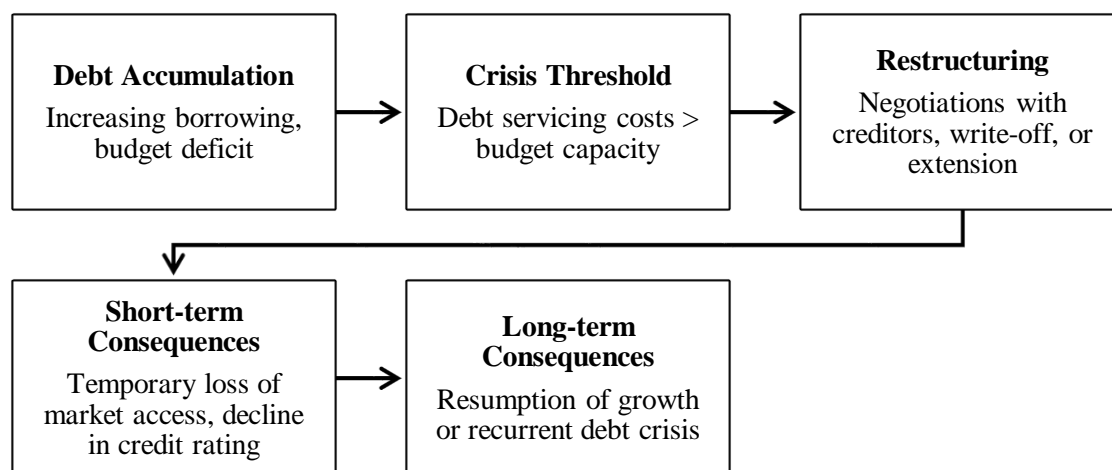 Debt Accumulation
Increasing borrowing,
budget deficit
Crisis Threshold
Debt servicing costs >
budget capacity
Restructuring
Negotiations with
creditors, write-off, or
extension
Short-term
Consequences
Temporary loss of
market access, decline
in credit rating
Long-term
Consequences
Resumption of growth
or recurrent debt crisis